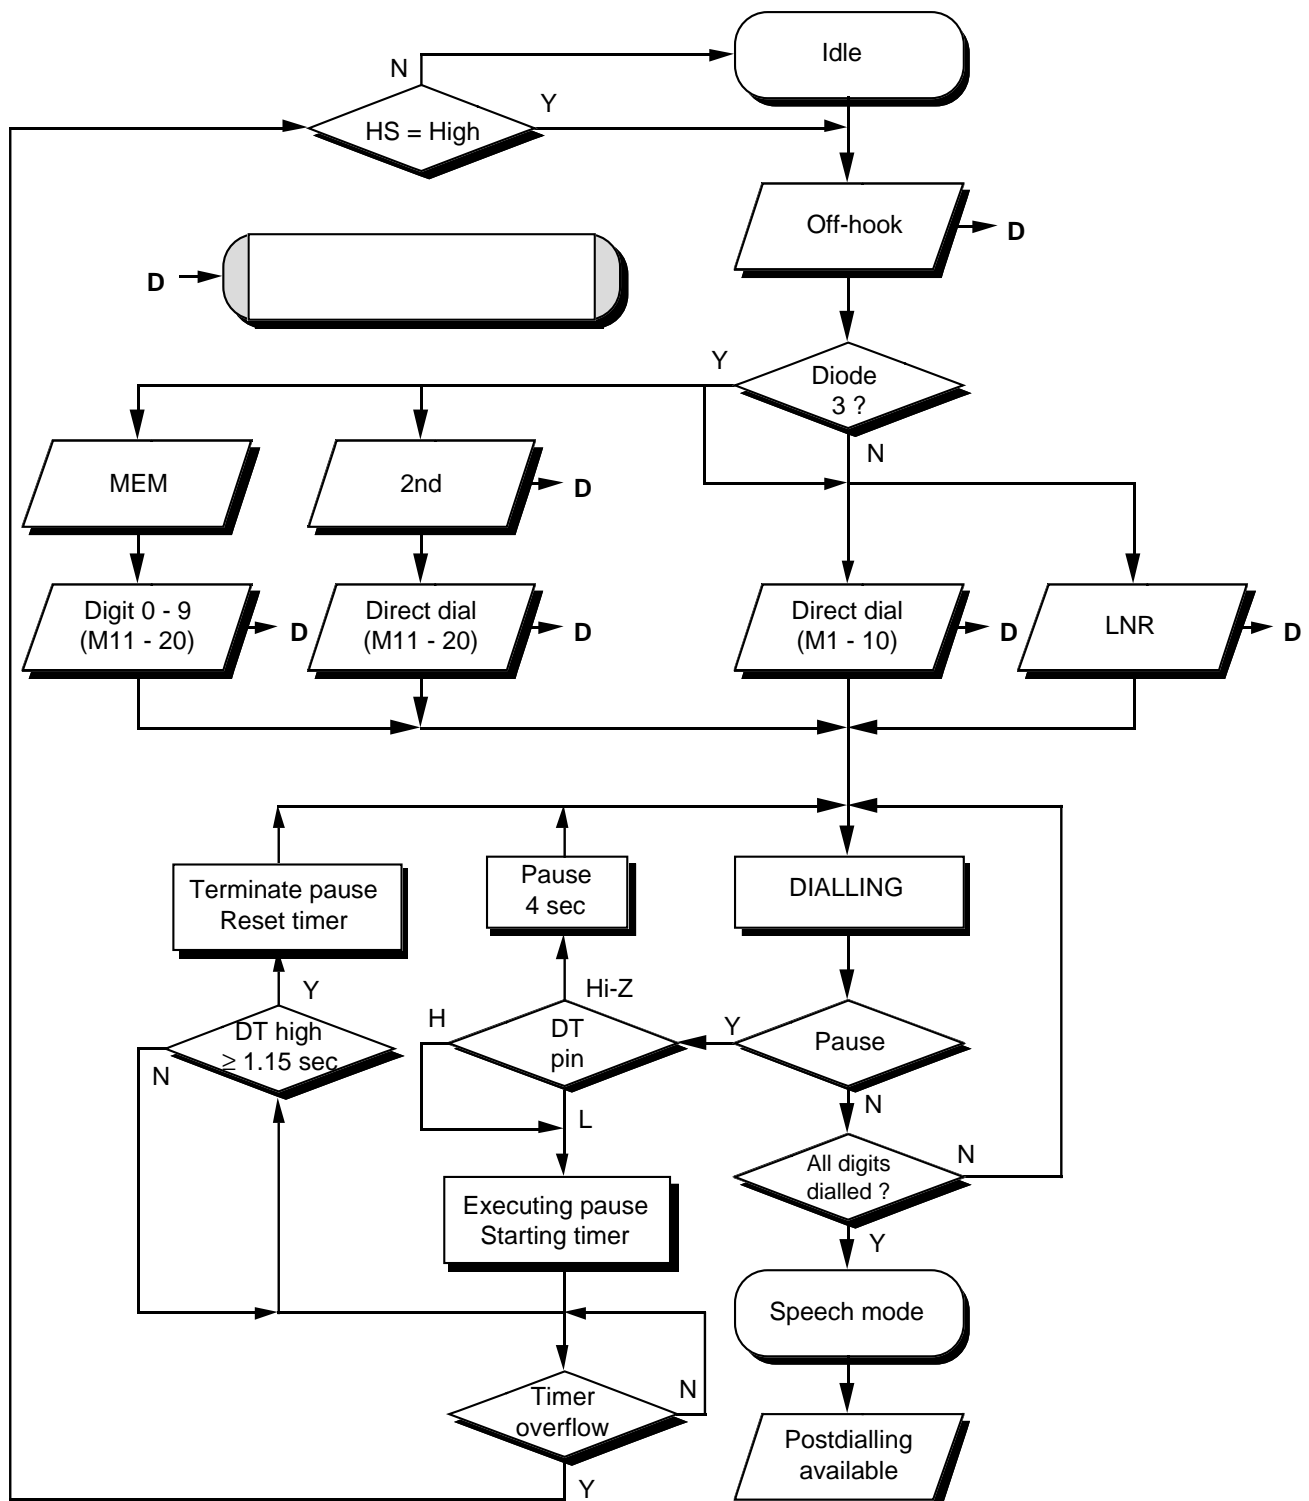 Idle
N
Y
HS = High
Off-hook
D
D
Y
Diode
3 ?
N
MEM
2nd
D
Digit 0 - 9
(M11 - 20)
D
Direct dial
(M11 - 20)
D
Direct dial
(M1 - 10)
D
LNR
D
Terminate pause
Reset timer
Pause
4 sec
DIALLING
Y
Hi-Z
H
DT
pin
Y
Pause
DT high
≥ 1.15 sec
N
N
L
All digits
dialled ?
N
Executing pause
Starting timer
Y
Speech mode
Timer
overflow
N
Y
Postdialling
available